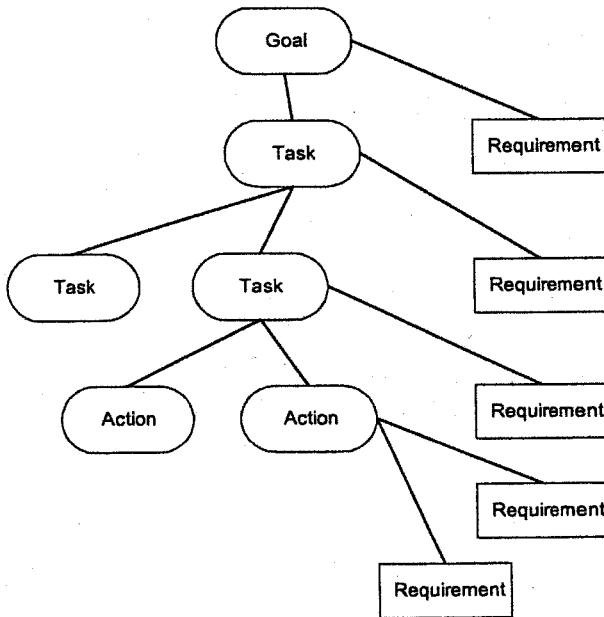 Goal
Requirement
Task
Task
Task
Requirement
Action
Action
Requirement
Requirement
Requirement